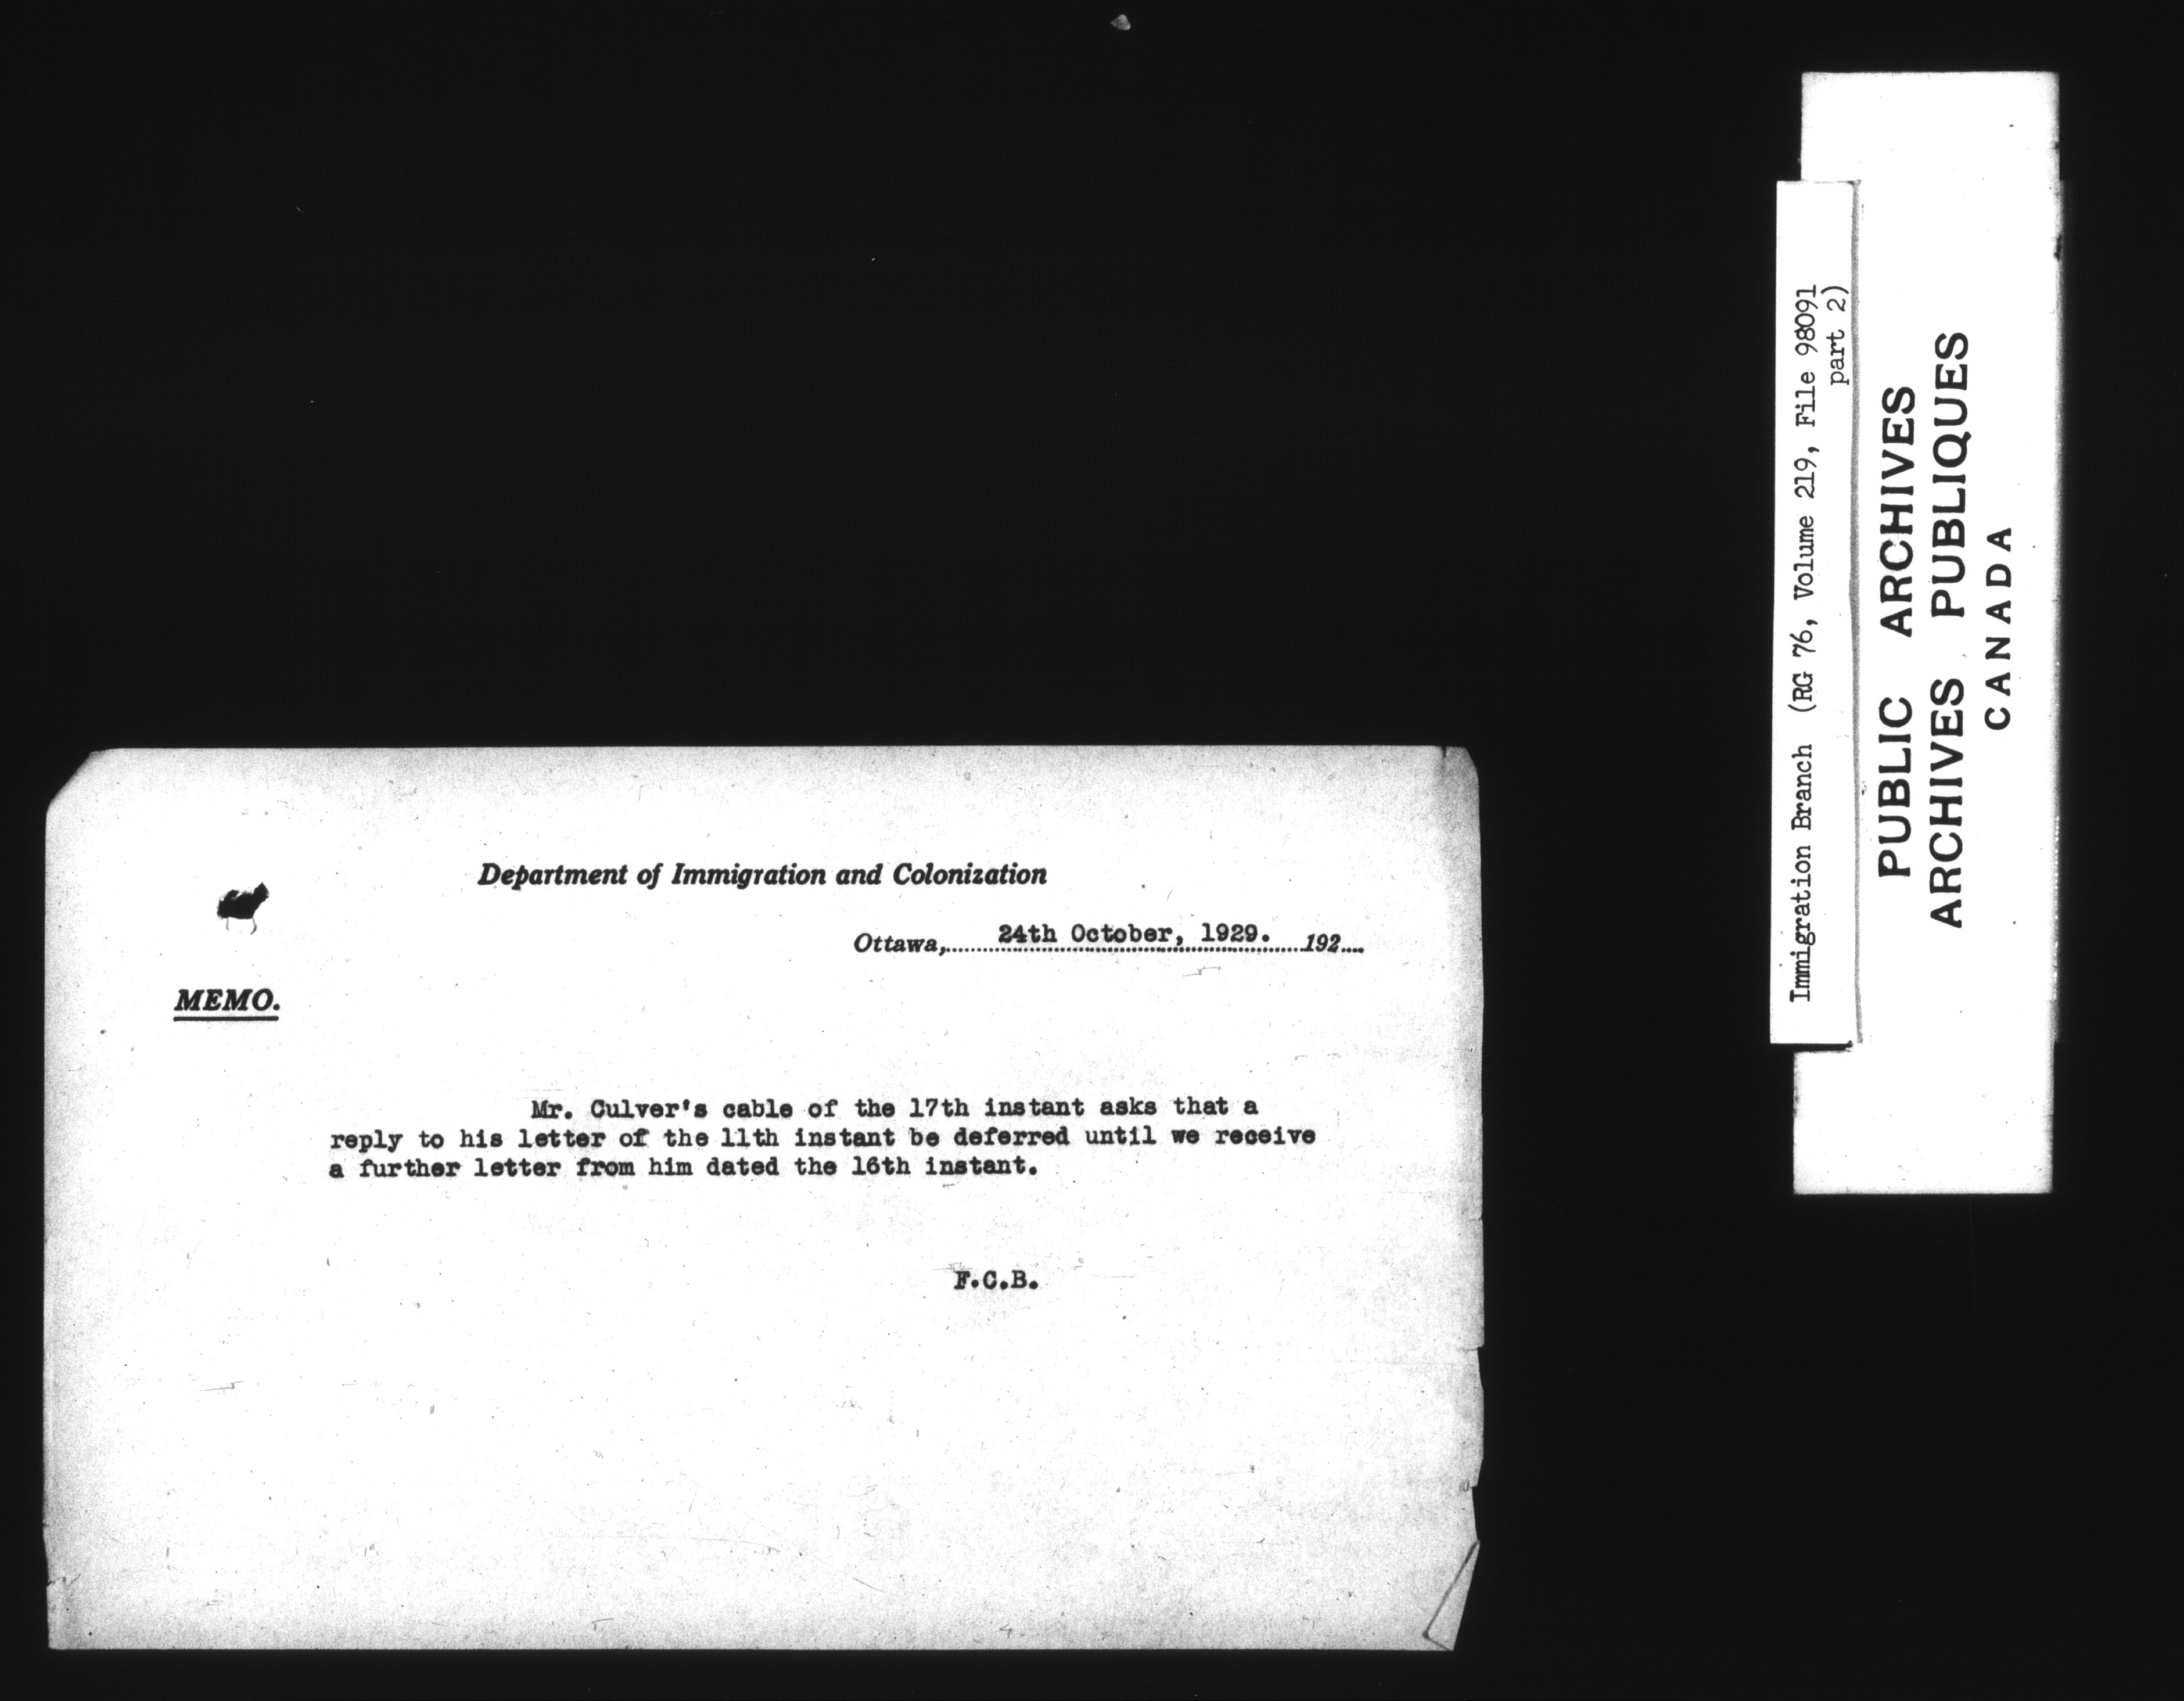 Department of Immigration and Colonization
Ottawa, 24th October, 1929. 192
MEMO.
Mr. Culver's cable of the 17th instant asks that a
reply to his letter of the 11th instant be deferred until we receive
a further letter from him dated the 16th instant.
F.C.B.
Immigration Branch (RG 76, Volume 219, File 98091
part 2)
PUBLIC ARCHIVES
ARCHIVES PUBLIQUES
CANADA